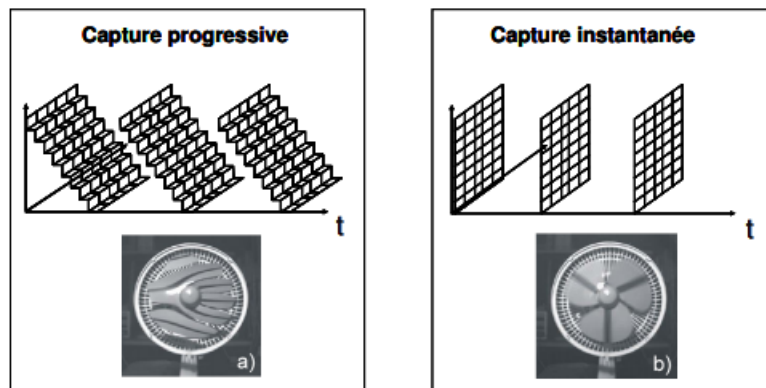 Capture progressive
t
a)
Capture instantanée
t
b)